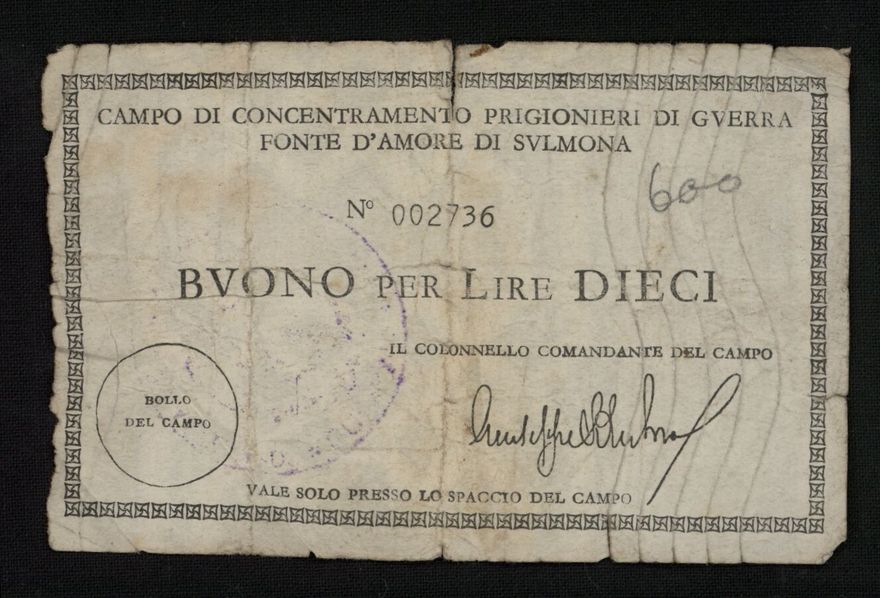 CAMPO DI CONCENTRAMENTO PRIGIONIERI DI GVERRA
FONTE D'AMORE DI SVLMONA
600
Nº 002736
BVONO PER LIRE DIECI
IL COLONNELLO COMANDANTE DEL CAMPO
BOLLO
DEL CAMPO
VALE SOLO PRESSO LO SPACCIO DEL CAMPO